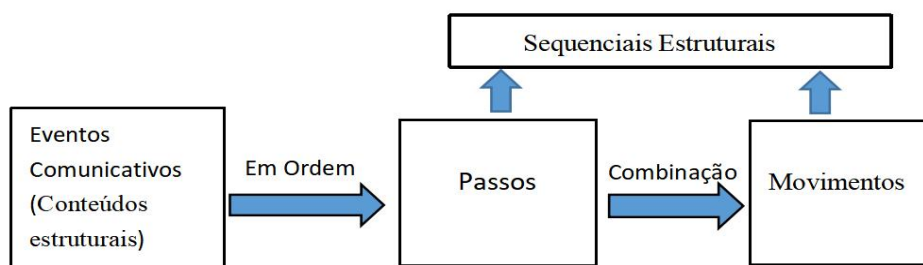 Sequenciais Estruturais
Eventos
Comunicativos
(Conteúdos
estruturais)
Em Ordem
Passos
Combinação
Movimentos